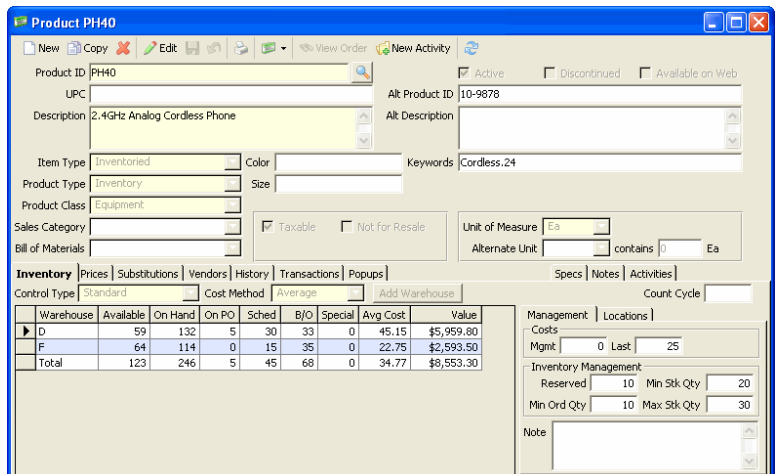 Product PH40
New Copy Edit View Order New Activity
Product ID PH40 Active Discontinued Available on Web
UPC Alt Product ID 10-9878
Description 2.4GHz Analog Cordless Phone Alt Description
Item Type Inventoried Color Keywords Cordless.24
Product Type Inventory Size
Product Class Equipment
Sales Category Taxable Not for Resale Unit of Measure Ea
Bill of Materials Alternate Unit contains 0 Ea
Inventory Prices Substitutions Vendors History Transactions Popups Specs Notes Activities
Control Type Standard Cost Method Average Add Warehouse Count Cycle
Warehouse Available On Hand On PO Sched B/O Special Avg Cost Value Management Locations
D 59 132 5 30 33 0 45.15 $5,959.80 Costs
F 64 114 0 15 35 0 22.75 $2,593.50 Mgmt 0 Last 25
Total 123 246 5 45 68 0 34.77 $8,553.30 Inventory Management
Reserved 10 Min Stk Qty 20
Min Ord Qty 10 Max Stk Qty 30
Note